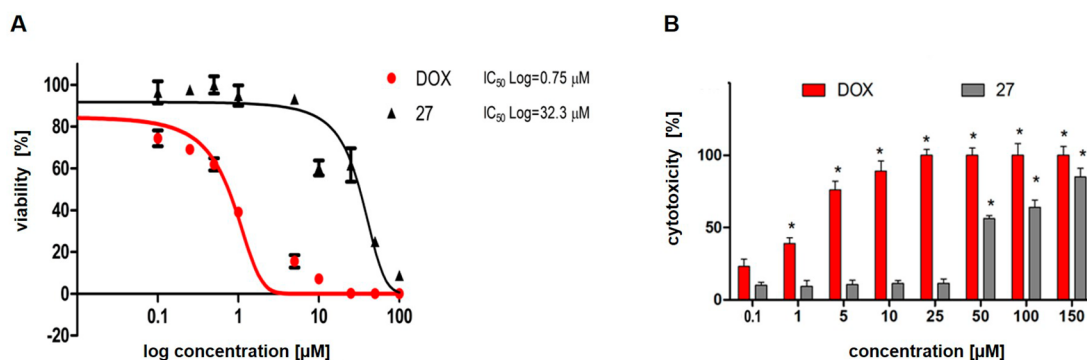 A
100
80
60
40
20
0
-20
viability [%]
0.1 1 10 100
log concentration [µM]
DOX IC50 Log=0.75 µM
27 IC50 Log=32.3 µM
B
DOX 27
100
50
0
cytotoxicity [%]
* * * * * * * * * * *
0.1 1 5 10 25 50 100 150
concentration [µM]